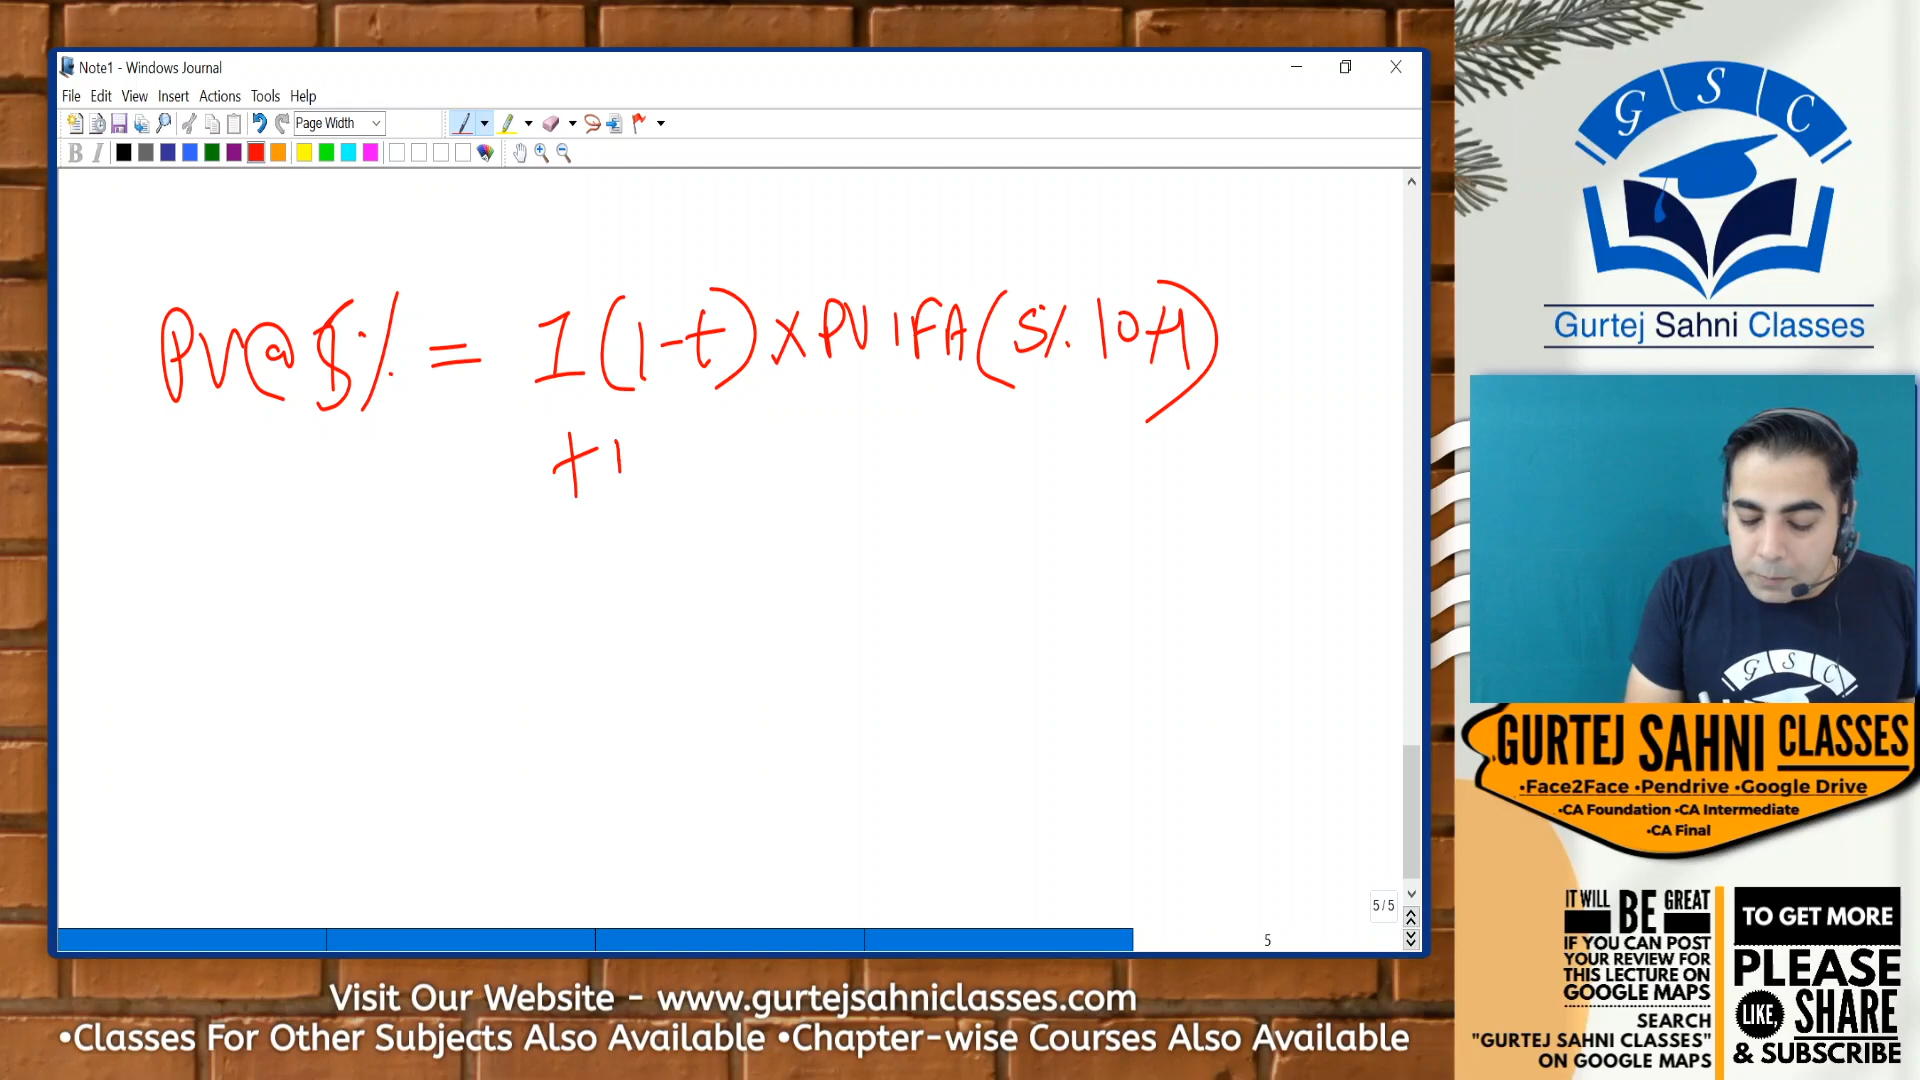 Note1 - Windows Journal
File Edit View Insert Actions Tools Help
Page Width
B I
PV@5% = I(1-t) X PVIFA(5% 10Y)
+
5 / 5
5
G S C
Gurtej Sahni Classes
G S C
GURTEJ SAHNI CLASSES
•Face2Face •Pendrive •Google Drive
•CA Foundation •CA Intermediate
•CA Final
IT WILL BE GREAT
IF YOU CAN POST
YOUR REVIEW FOR
THIS LECTURE ON
GOOGLE MAPS
SEARCH
"GURTEJ SAHNI CLASSES"
ON GOOGLE MAPS
TO GET MORE
PLEASE
LIKE, SHARE
& SUBSCRIBE
Visit Our Website - www.gurtejsahniclasses.com
•Classes For Other Subjects Also Available •Chapter-wise Courses Also Available